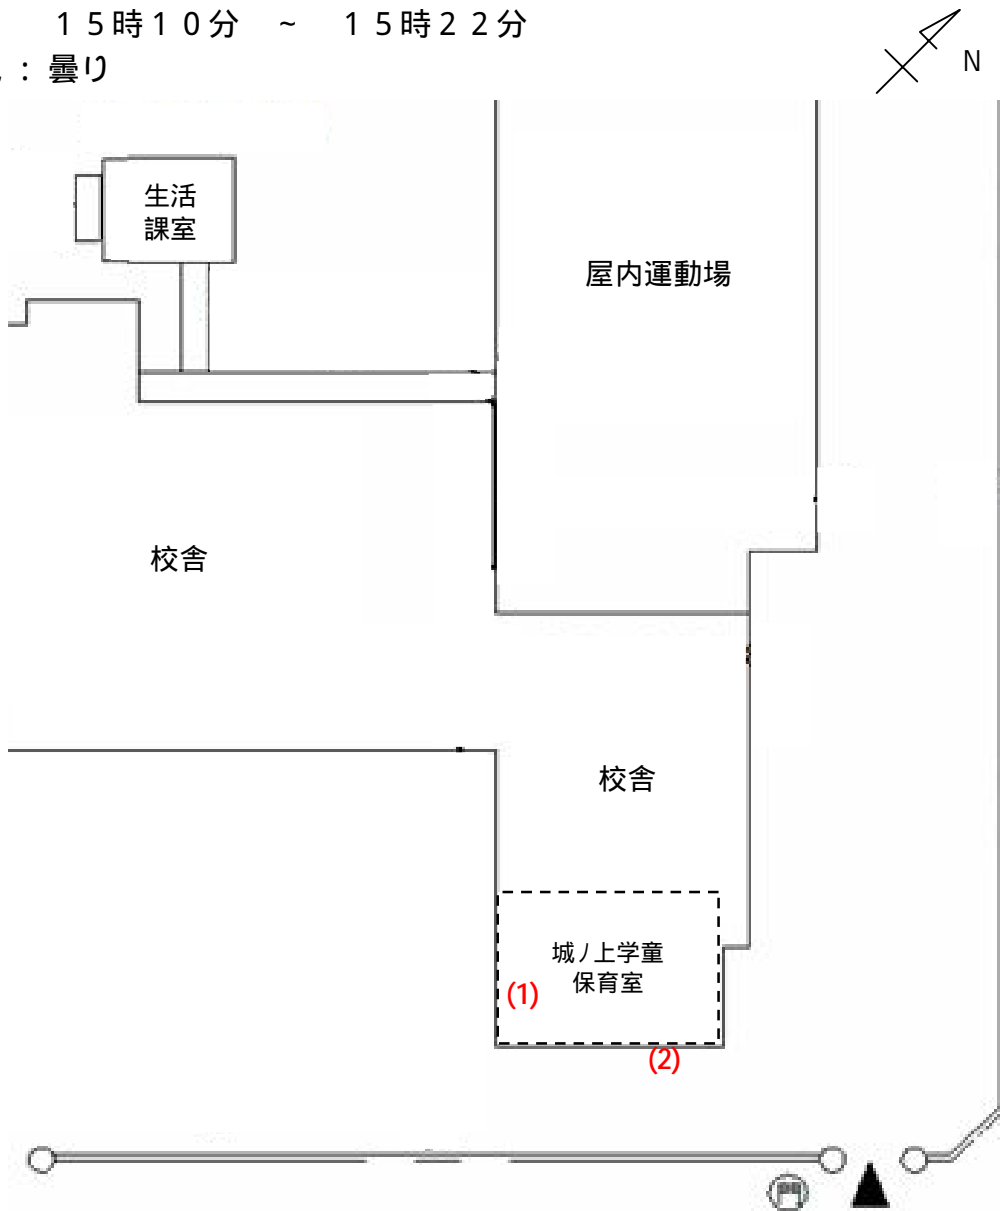 15時10分 ~ 15時22分
: 曇り
N
生活
課室
屋内運動場
校舎
校舎
城ノ上学童
保育室
(1)
(2)
門